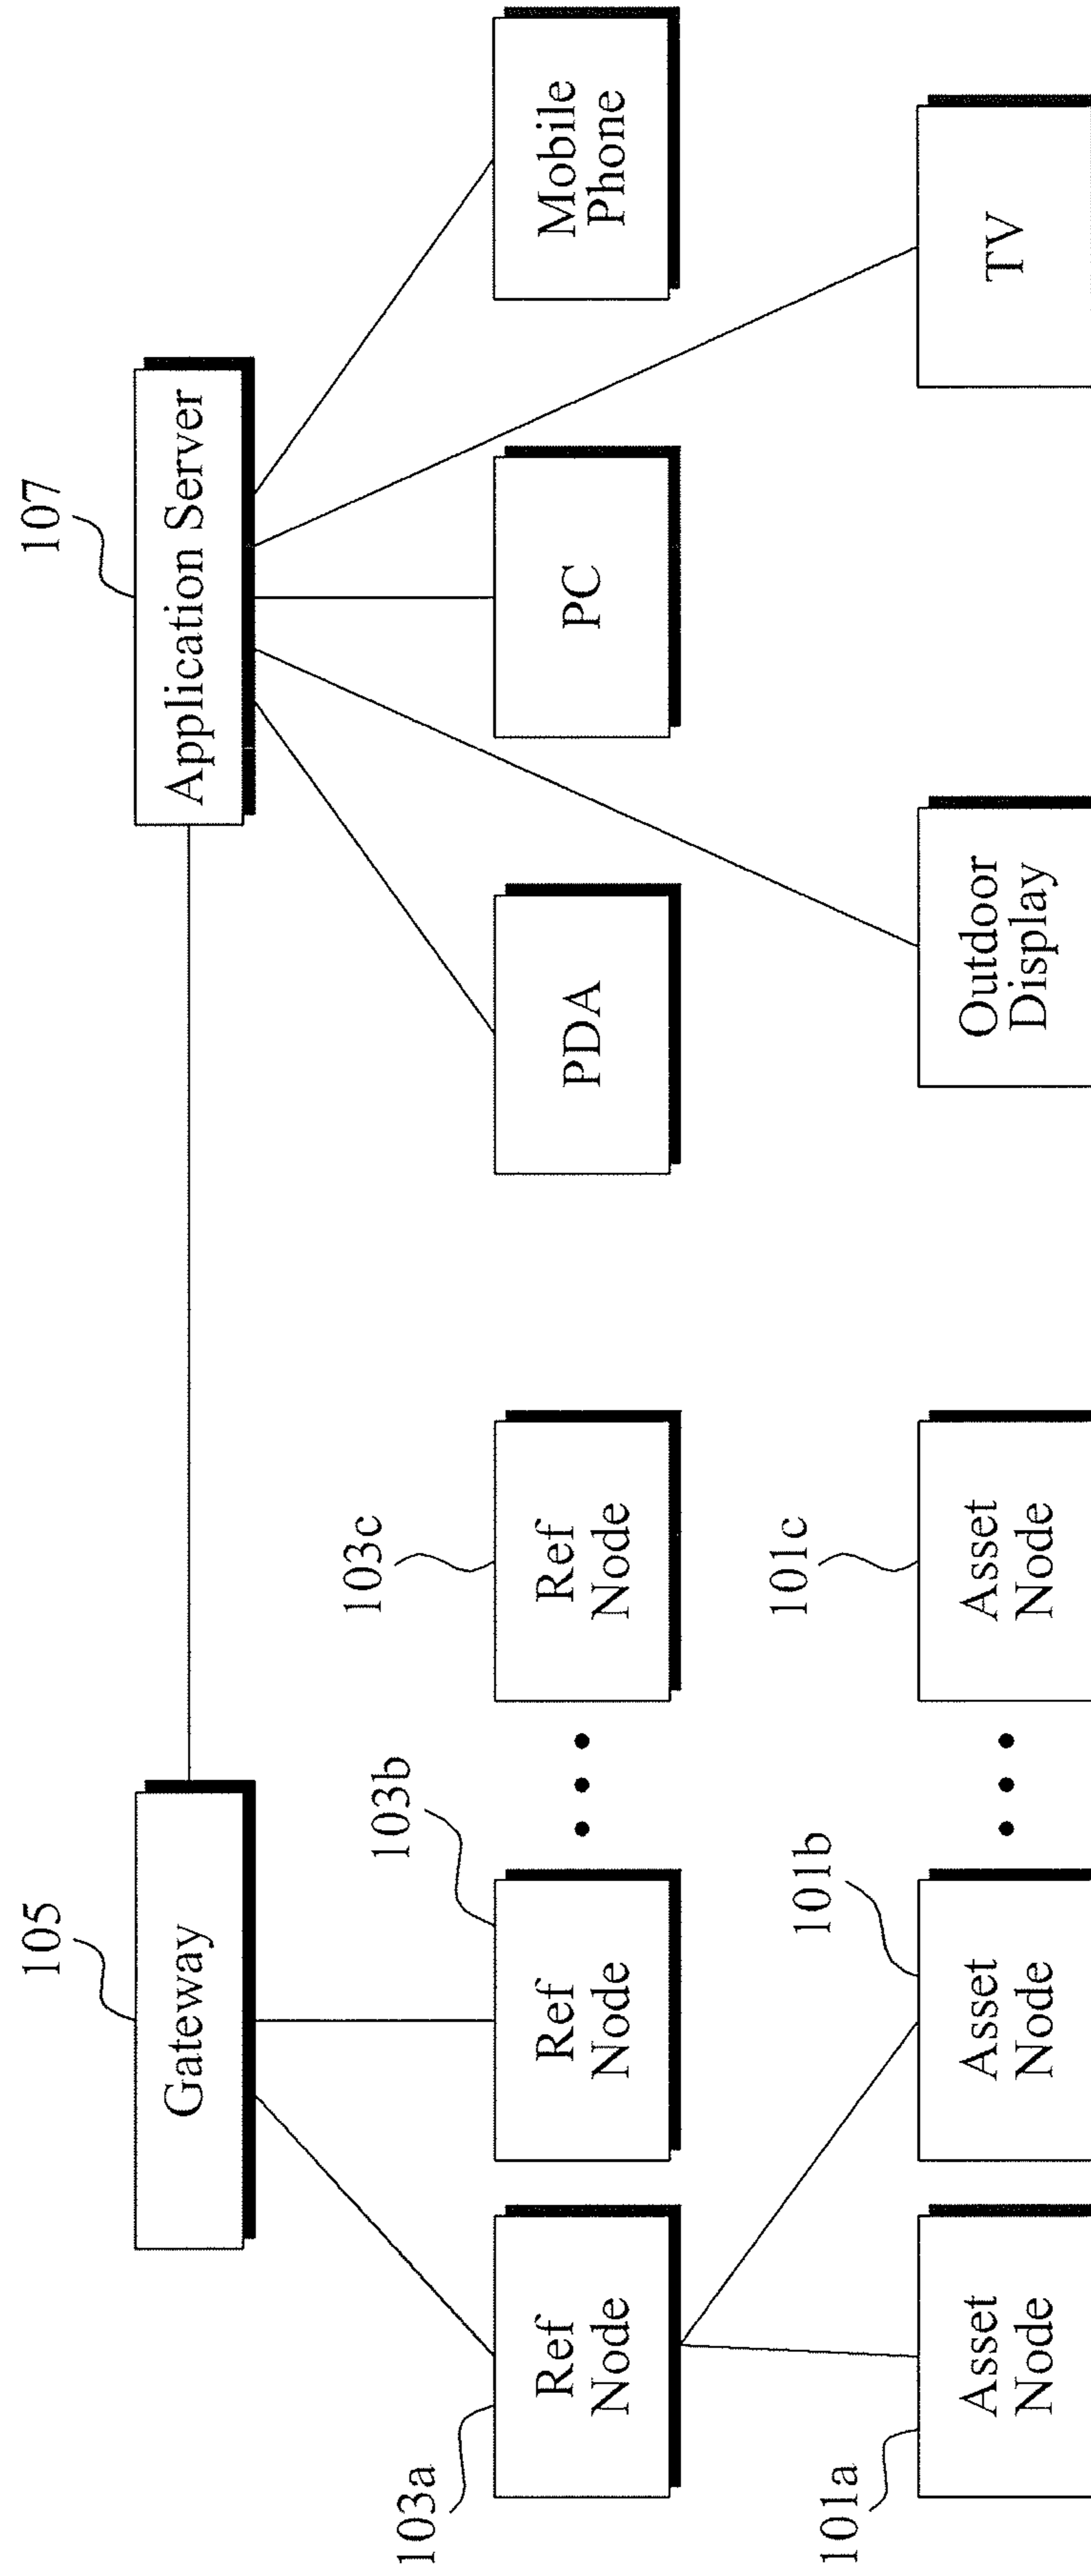 105
107
Gateway
Application Server
103a
103b
103c
Ref
Node
Ref
Node
Ref
Node
PDA
PC
Mobile
Phone
101a
101b
101c
Asset
Node
Asset
Node
Asset
Node
Outdoor
Display
TV